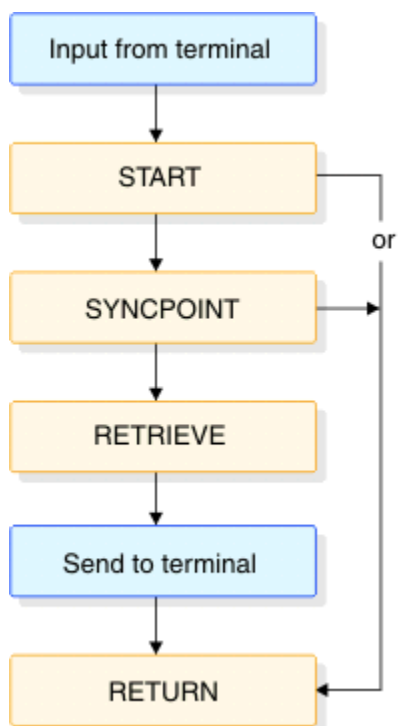 Input from terminal
START
or
SYNCPOINT
RETRIEVE
Send to terminal
RETURN